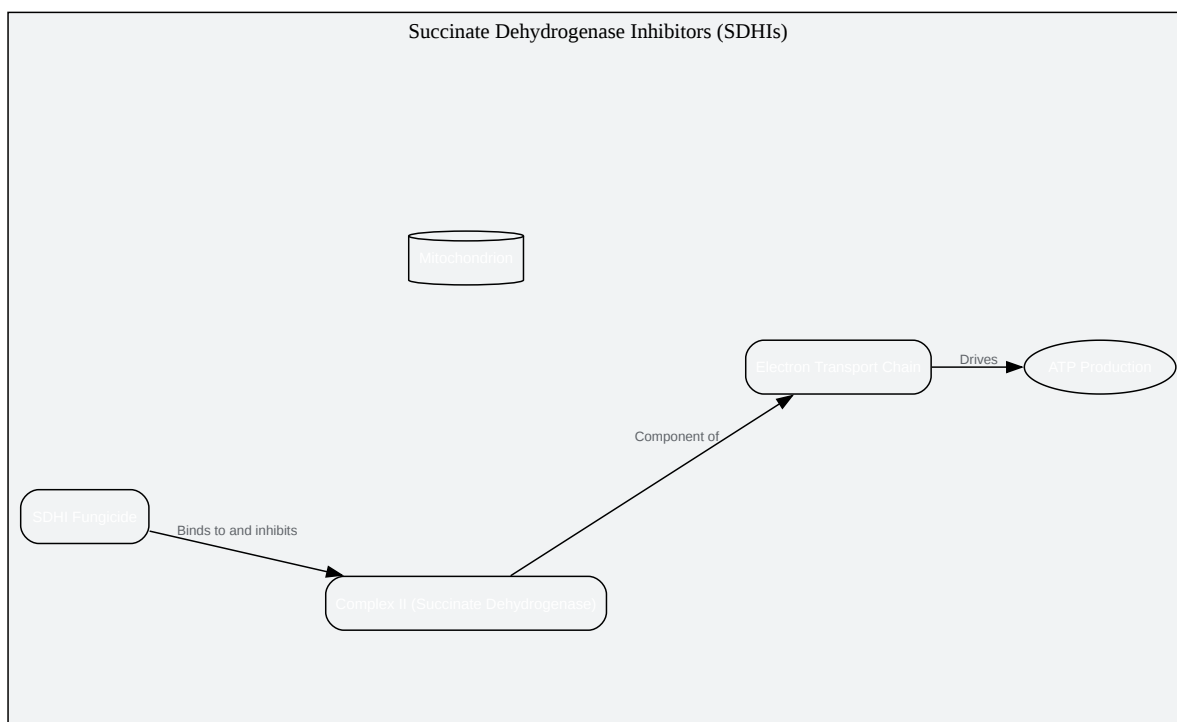 Succinate Dehydrogenase Inhibitors (SDHIs)
Mitochondrion
Electron Transport Chain
Drives
ATP Production
Component of
SDHI Fungicide
Binds to and inhibits
Complex II (Succinate Dehydrogenase)